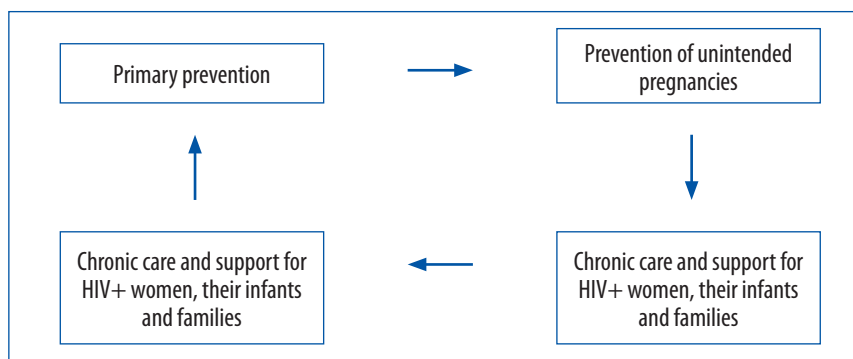 Primary prevention
Prevention of unintended
pregnancies
Chronic care and support for
HIV+ women, their infants
and families
Chronic care and support for
HIV+ women, their infants
and families